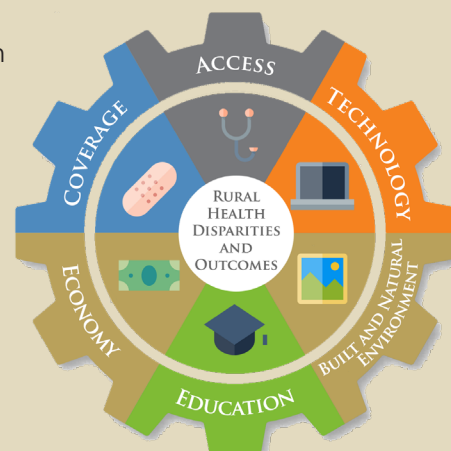 n
ACCESS
TECHNOLOGY
BUILT AND NATURAL
ENVIRONMENT
EDUCATION
ECONOMY
COVERAGE
RURAL
HEALTH
DISPARITIES
AND
OUTCOMES